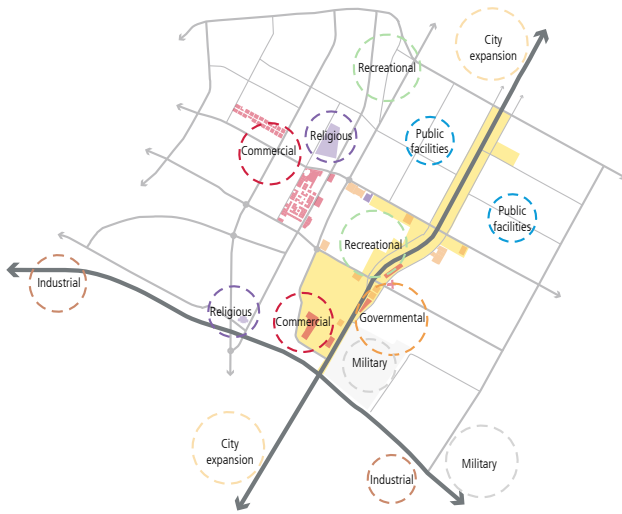 City
expansion
Recreational
Religious
Public
facilities
Commercial
Public
facilities
Recreational
Industrial
Religious
Commercial
Governmental
Military
City
expansion
Military
Industrial